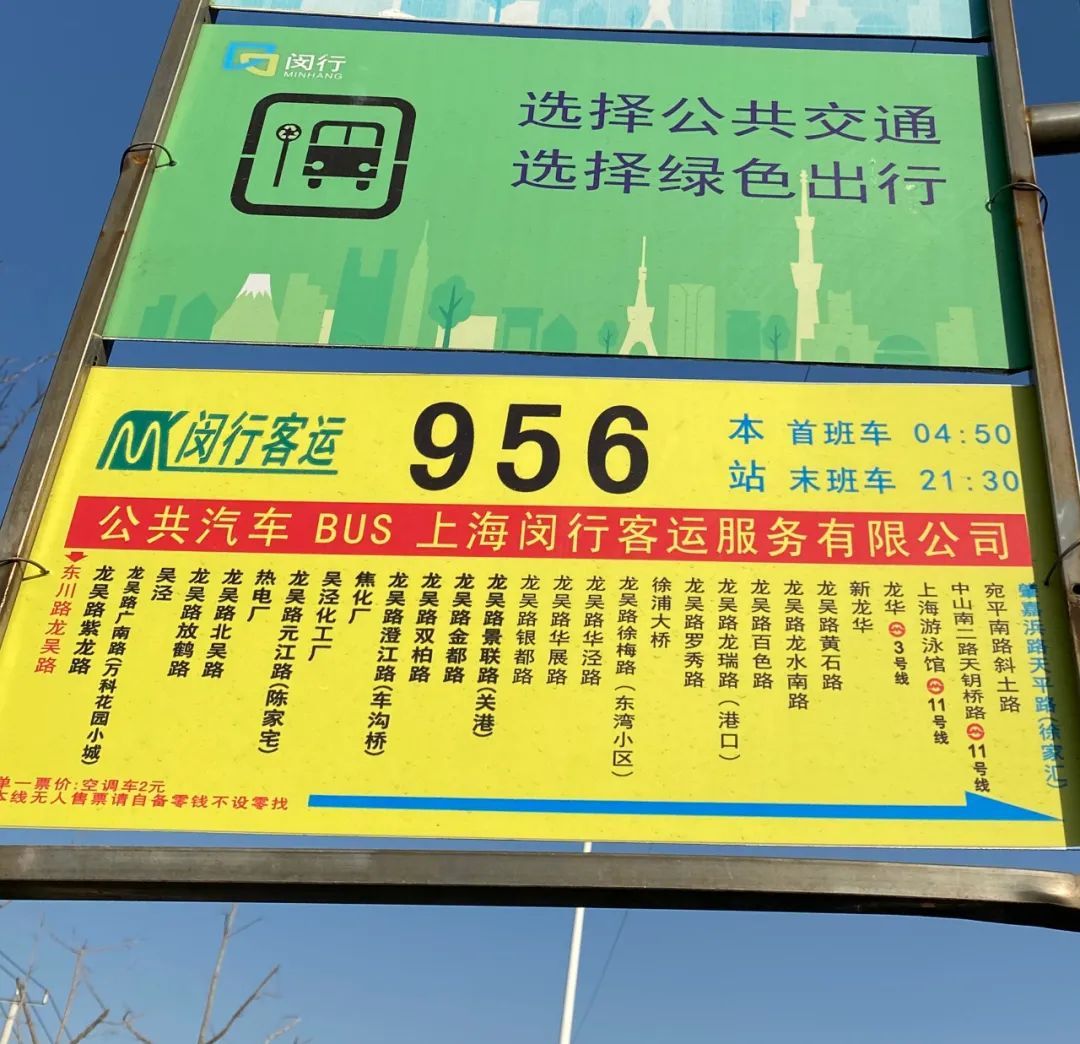 闵行
MINHANG
选择公共交通
选择绿色出行
闵行客运
956
本站
首班车 04:50
末班车 21:30
公共汽车 BUS 上海闵行客运服务有限公司
东川路龙吴路
龙吴路紫龙路
龙吴路广南路(万科花园小城)
吴泾
龙吴路放鹤路
龙吴路北吴路
热电厂
龙吴路元江路(陈家宅)
吴泾化工厂
焦化厂
龙吴路澄江路(车沟桥)
龙吴路双柏路
龙吴路金都路
龙吴路景联路(关港)
龙吴路银都路
龙吴路华展路
龙吴路华泾路
龙吴路徐梅路(东湾小区)
徐浦大桥
龙吴路罗秀路
龙吴路龙瑞路(港口)
龙吴路百色路
龙吴路龙水南路
龙吴路黄石路
新龙华
龙华 3号线
上海游泳馆 11号线
中山南二路天钥桥路 11号线
宛平南路斜土路
肇嘉浜路天平路(徐家汇)
单一票价:空调车2元
本线无人售票请自备零钱不设零找